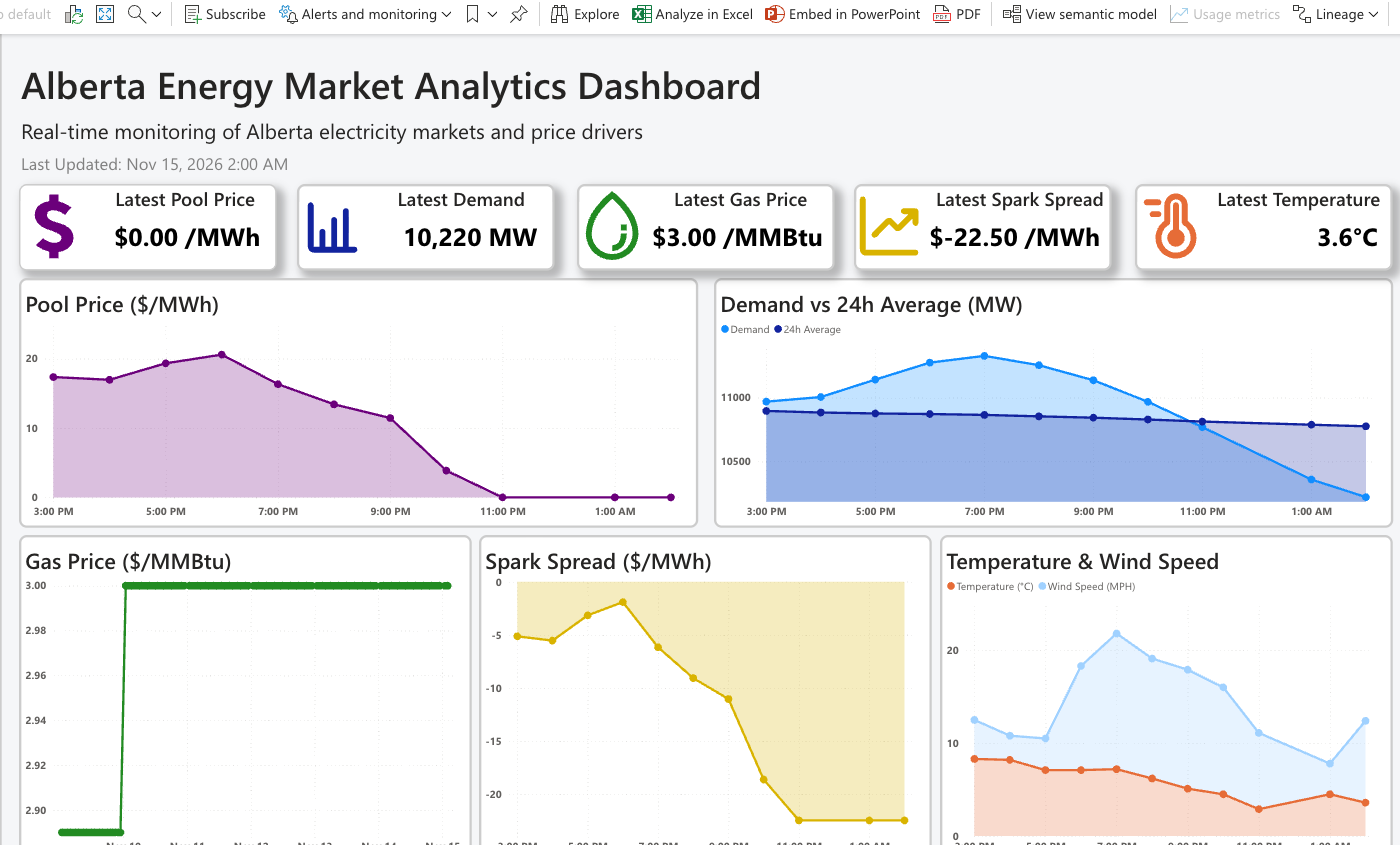 default Subscribe Alerts and monitoring Explore Analyze in Excel Embed in PowerPoint PDF View semantic model Usage metrics Lineage
Alberta Energy Market Analytics Dashboard
Real-time monitoring of Alberta electricity markets and price drivers
Last Updated: Nov 15, 2026 2:00 AM
Latest Pool Price
$0.00 /MWh
Latest Demand
10,220 MW
Latest Gas Price
$3.00 /MMBtu
Latest Spark Spread
$-22.50 /MWh
Latest Temperature
3.6°C
Pool Price ($/MWh)
20
10
0
3:00 PM 5:00 PM 7:00 PM 9:00 PM 11:00 PM 1:00 AM
Demand vs 24h Average (MW)
Demand 24h Average
11000
10500
3:00 PM 5:00 PM 7:00 PM 9:00 PM 11:00 PM 1:00 AM
Gas Price ($/MMBtu)
3.00
2.98
2.96
2.94
2.92
2.90
Spark Spread ($/MWh)
0
-5
-10
-15
-20
Temperature & Wind Speed
Temperature (°C) Wind Speed (MPH)
20
10
0